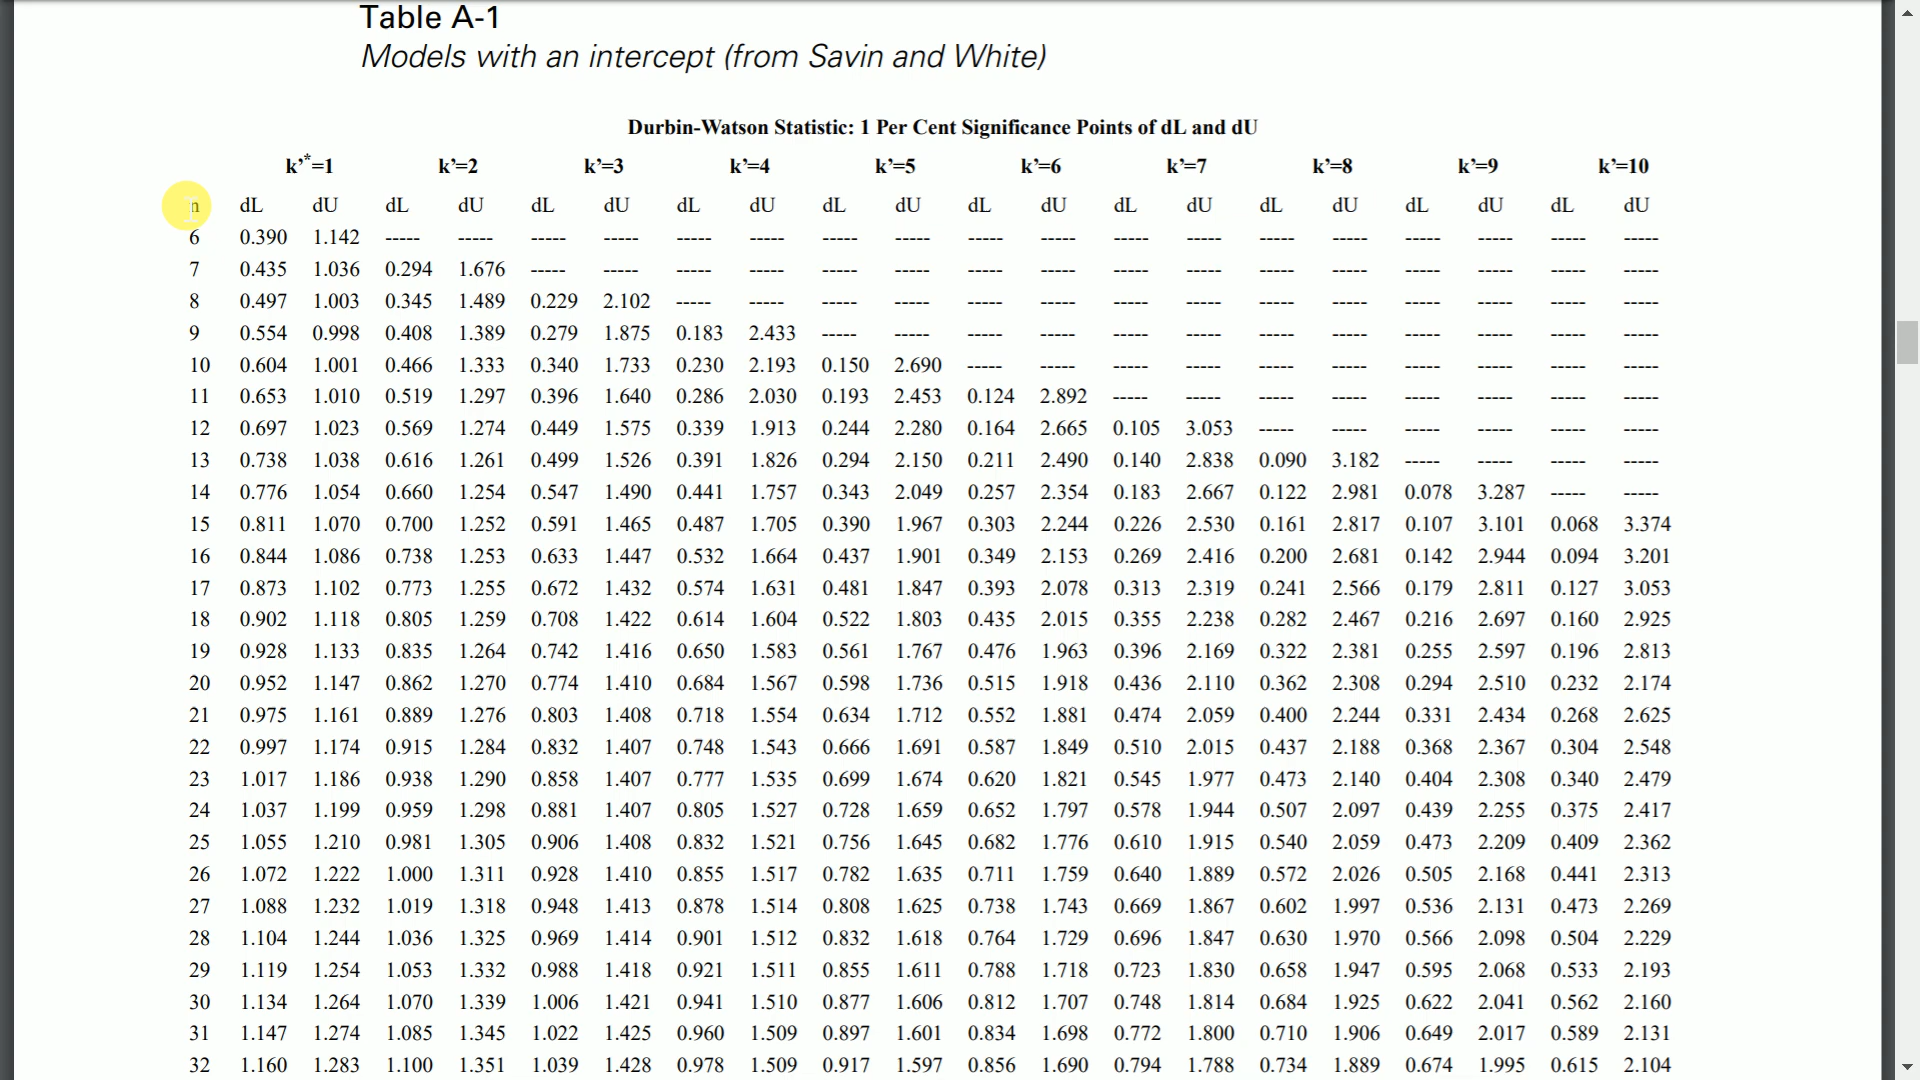 Table A-1
Models with an intercept (from Savin and White)
Durbin-Watson Statistic: 1 Per Cent Significance Points of dL and dU
k’*=1 k’=2 k’=3 k’=4 k’=5 k’=6 k’=7 k’=8 k’=9 k’=10
n dL dU dL dU dL dU dL dU dL dU dL dU dL dU dL dU dL dU dL dU
6 0.390 1.142 ----- ----- ----- ----- ----- ----- ----- ----- ----- ----- ----- ----- ----- ----- ----- ----- ----- -----
7 0.435 1.036 0.294 1.676 ----- ----- ----- ----- ----- ----- ----- ----- ----- ----- ----- ----- ----- ----- ----- -----
8 0.497 1.003 0.345 1.489 0.229 2.102 ----- ----- ----- ----- ----- ----- ----- ----- ----- ----- ----- ----- ----- -----
9 0.554 0.998 0.408 1.389 0.279 1.875 0.183 2.433 ----- ----- ----- ----- ----- ----- ----- ----- ----- ----- ----- -----
10 0.604 1.001 0.466 1.333 0.340 1.733 0.230 2.193 0.150 2.690 ----- ----- ----- ----- ----- ----- ----- ----- ----- -----
11 0.653 1.010 0.519 1.297 0.396 1.640 0.286 2.030 0.193 2.453 0.124 2.892 ----- ----- ----- ----- ----- ----- ----- -----
12 0.697 1.023 0.569 1.274 0.449 1.575 0.339 1.913 0.244 2.280 0.164 2.665 0.105 3.053 ----- ----- ----- ----- ----- -----
13 0.738 1.038 0.616 1.261 0.499 1.526 0.391 1.826 0.294 2.150 0.211 2.490 0.140 2.838 0.090 3.182 ----- ----- ----- -----
14 0.776 1.054 0.660 1.254 0.547 1.490 0.441 1.757 0.343 2.049 0.257 2.354 0.183 2.667 0.122 2.981 0.078 3.287 ----- -----
15 0.811 1.070 0.700 1.252 0.591 1.465 0.487 1.705 0.390 1.967 0.303 2.244 0.226 2.530 0.161 2.817 0.107 3.101 0.068 3.374
16 0.844 1.086 0.738 1.253 0.633 1.447 0.532 1.664 0.437 1.901 0.349 2.153 0.269 2.416 0.200 2.681 0.142 2.944 0.094 3.201
17 0.873 1.102 0.773 1.255 0.672 1.432 0.574 1.631 0.481 1.847 0.393 2.078 0.313 2.319 0.241 2.566 0.179 2.811 0.127 3.053
18 0.902 1.118 0.805 1.259 0.708 1.422 0.614 1.604 0.522 1.803 0.435 2.015 0.355 2.238 0.282 2.467 0.216 2.697 0.160 2.925
19 0.928 1.133 0.835 1.264 0.742 1.416 0.650 1.583 0.561 1.767 0.476 1.963 0.396 2.169 0.322 2.381 0.255 2.597 0.196 2.813
20 0.952 1.147 0.862 1.270 0.774 1.410 0.684 1.567 0.598 1.736 0.515 1.918 0.436 2.110 0.362 2.308 0.294 2.510 0.232 2.174
21 0.975 1.161 0.889 1.276 0.803 1.408 0.718 1.554 0.634 1.712 0.552 1.881 0.474 2.059 0.400 2.244 0.331 2.434 0.268 2.625
22 0.997 1.174 0.915 1.284 0.832 1.407 0.748 1.543 0.666 1.691 0.587 1.849 0.510 2.015 0.437 2.188 0.368 2.367 0.304 2.548
23 1.017 1.186 0.938 1.290 0.858 1.407 0.777 1.535 0.699 1.674 0.620 1.821 0.545 1.977 0.473 2.140 0.404 2.308 0.340 2.479
24 1.037 1.199 0.959 1.298 0.881 1.407 0.805 1.527 0.728 1.659 0.652 1.797 0.578 1.944 0.507 2.097 0.439 2.255 0.375 2.417
25 1.055 1.210 0.981 1.305 0.906 1.408 0.832 1.521 0.756 1.645 0.682 1.776 0.610 1.915 0.540 2.059 0.473 2.209 0.409 2.362
26 1.072 1.222 1.000 1.311 0.928 1.410 0.855 1.517 0.782 1.635 0.711 1.759 0.640 1.889 0.572 2.026 0.505 2.168 0.441 2.313
27 1.088 1.232 1.019 1.318 0.948 1.413 0.878 1.514 0.808 1.625 0.738 1.743 0.669 1.867 0.602 1.997 0.536 2.131 0.473 2.269
28 1.104 1.244 1.036 1.325 0.969 1.414 0.901 1.512 0.832 1.618 0.764 1.729 0.696 1.847 0.630 1.970 0.566 2.098 0.504 2.229
29 1.119 1.254 1.053 1.332 0.988 1.418 0.921 1.511 0.855 1.611 0.788 1.718 0.723 1.830 0.658 1.947 0.595 2.068 0.533 2.193
30 1.134 1.264 1.070 1.339 1.006 1.421 0.941 1.510 0.877 1.606 0.812 1.707 0.748 1.814 0.684 1.925 0.622 2.041 0.562 2.160
31 1.147 1.274 1.085 1.345 1.022 1.425 0.960 1.509 0.897 1.601 0.834 1.698 0.772 1.800 0.710 1.906 0.649 2.017 0.589 2.131
32 1.160 1.283 1.100 1.351 1.039 1.428 0.978 1.509 0.917 1.597 0.856 1.690 0.794 1.788 0.734 1.889 0.674 1.995 0.615 2.104